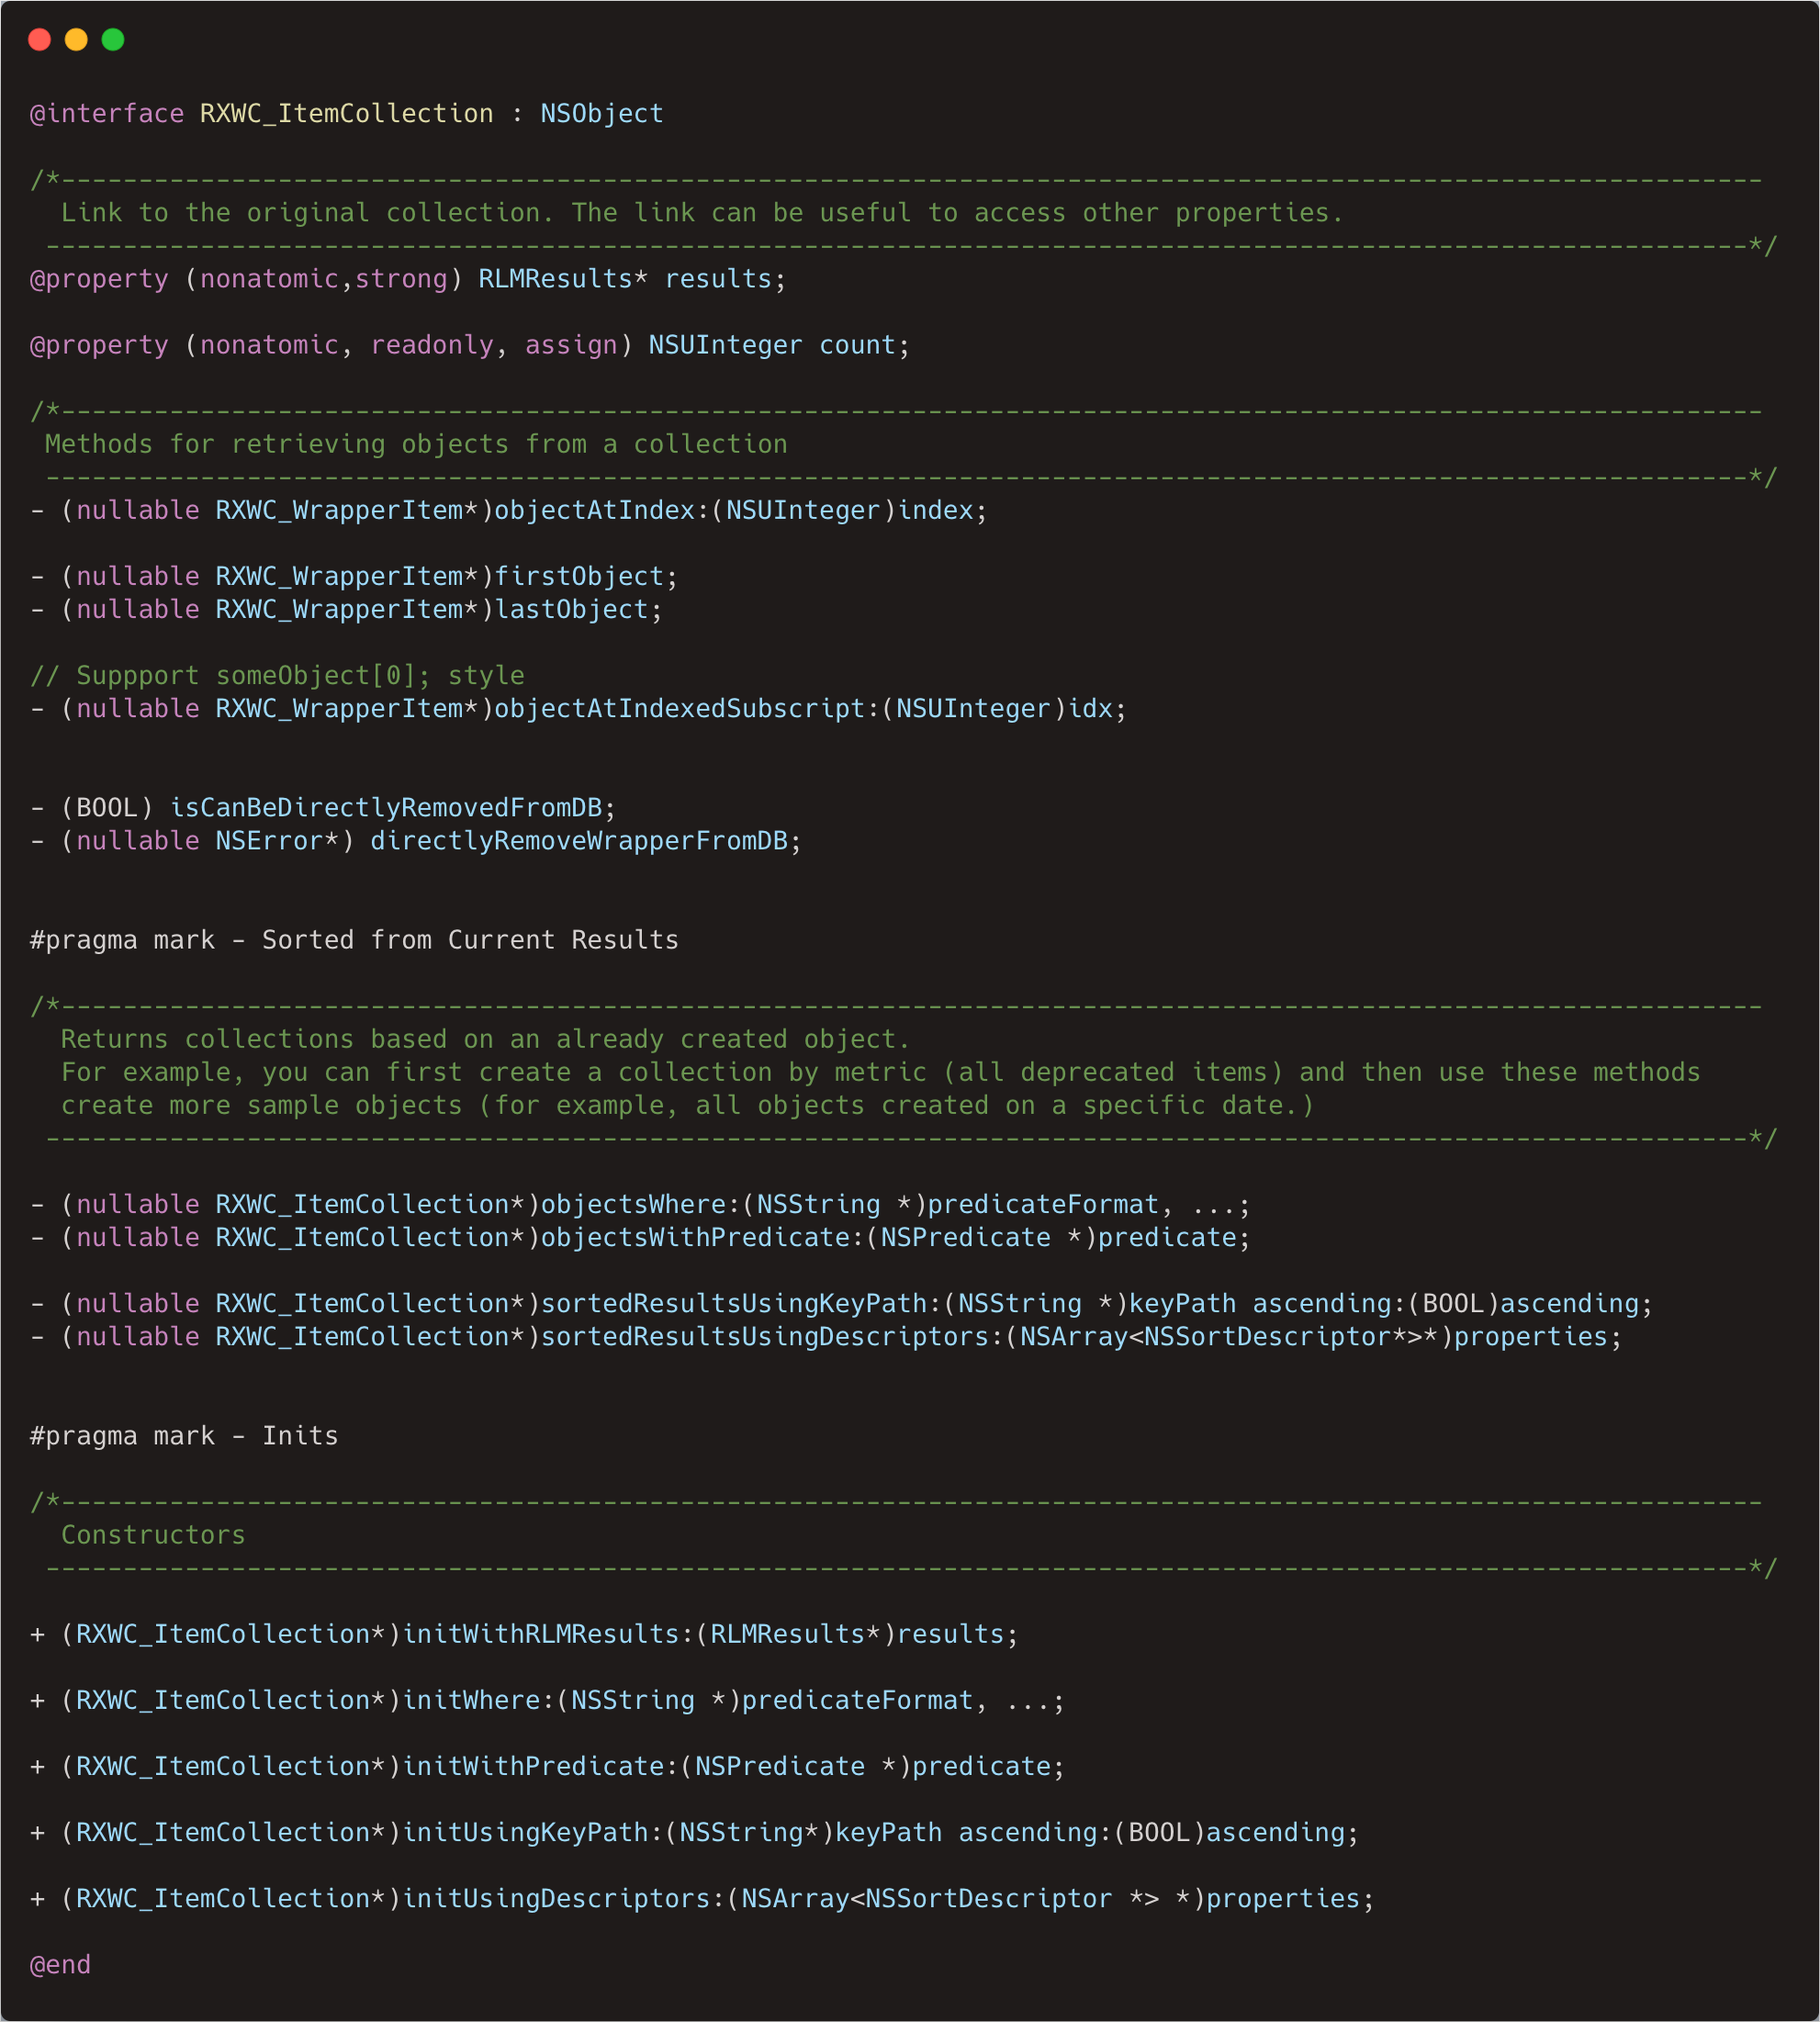 @interface RXWC_ItemCollection : NSObject
/*--------------------------------------------------------------------------------------------------------------
Link to the original collection. The link can be useful to access other properties.
--------------------------------------------------------------------------------------------------------------*/
@property (nonatomic,strong) RLMResults* results;
@property (nonatomic, readonly, assign) NSUInteger count;
/*--------------------------------------------------------------------------------------------------------------
Methods for retrieving objects from a collection
--------------------------------------------------------------------------------------------------------------*/
- (nullable RXWC_WrapperItem*)objectAtIndex:(NSUInteger)index;
- (nullable RXWC_WrapperItem*)firstObject;
- (nullable RXWC_WrapperItem*)lastObject;
// Suppport someObject[0]; style
- (nullable RXWC_WrapperItem*)objectAtIndexedSubscript:(NSUInteger)idx;
- (BOOL) isCanBeDirectlyRemovedFromDB;
- (nullable NSError*) directlyRemoveWrapperFromDB;
#pragma mark - Sorted from Current Results
/*--------------------------------------------------------------------------------------------------------------
Returns collections based on an already created object.
For example, you can first create a collection by metric (all deprecated items) and then use these methods
create more sample objects (for example, all objects created on a specific date.)
--------------------------------------------------------------------------------------------------------------*/
- (nullable RXWC_ItemCollection*)objectsWhere:(NSString *)predicateFormat, ...;
- (nullable RXWC_ItemCollection*)objectsWithPredicate:(NSPredicate *)predicate;
- (nullable RXWC_ItemCollection*)sortedResultsUsingKeyPath:(NSString *)keyPath ascending:(BOOL)ascending;
- (nullable RXWC_ItemCollection*)sortedResultsUsingDescriptors:(NSArray<NSSortDescriptor*>*)properties;
#pragma mark - Inits
/*--------------------------------------------------------------------------------------------------------------
Constructors
--------------------------------------------------------------------------------------------------------------*/
+ (RXWC_ItemCollection*)initWithRLMResults:(RLMResults*)results;
+ (RXWC_ItemCollection*)initWhere:(NSString *)predicateFormat, ...;
+ (RXWC_ItemCollection*)initWithPredicate:(NSPredicate *)predicate;
+ (RXWC_ItemCollection*)initUsingKeyPath:(NSString*)keyPath ascending:(BOOL)ascending;
+ (RXWC_ItemCollection*)initUsingDescriptors:(NSArray<NSSortDescriptor *> *)properties;
@end